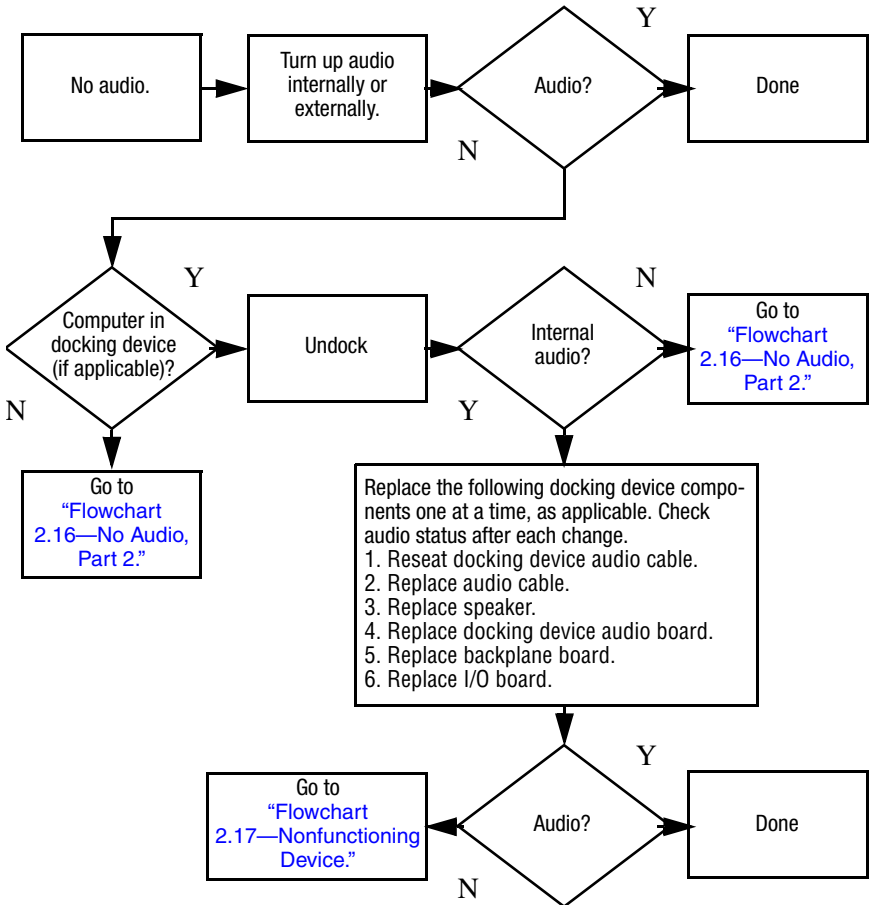 No audio.
Turn up audio
internally or
externally.
Audio?
Y
N
Done
Computer in
docking device
(if applicable)?
Y
N
Undock
Internal
audio?
N
Y
Go to
“Flowchart
2.16—No Audio,
Part 2.”
Go to
“Flowchart
2.16—No Audio,
Part 2.”
Replace the following docking device compo-
nents one at a time, as applicable. Check
audio status after each change.
1. Reseat docking device audio cable.
2. Replace audio cable.
3. Replace speaker.
4. Replace docking device audio board.
5. Replace backplane board.
6. Replace I/O board.
Go to
“Flowchart
2.17—Nonfunctioning
Device.”
Audio?
Y
N
Done